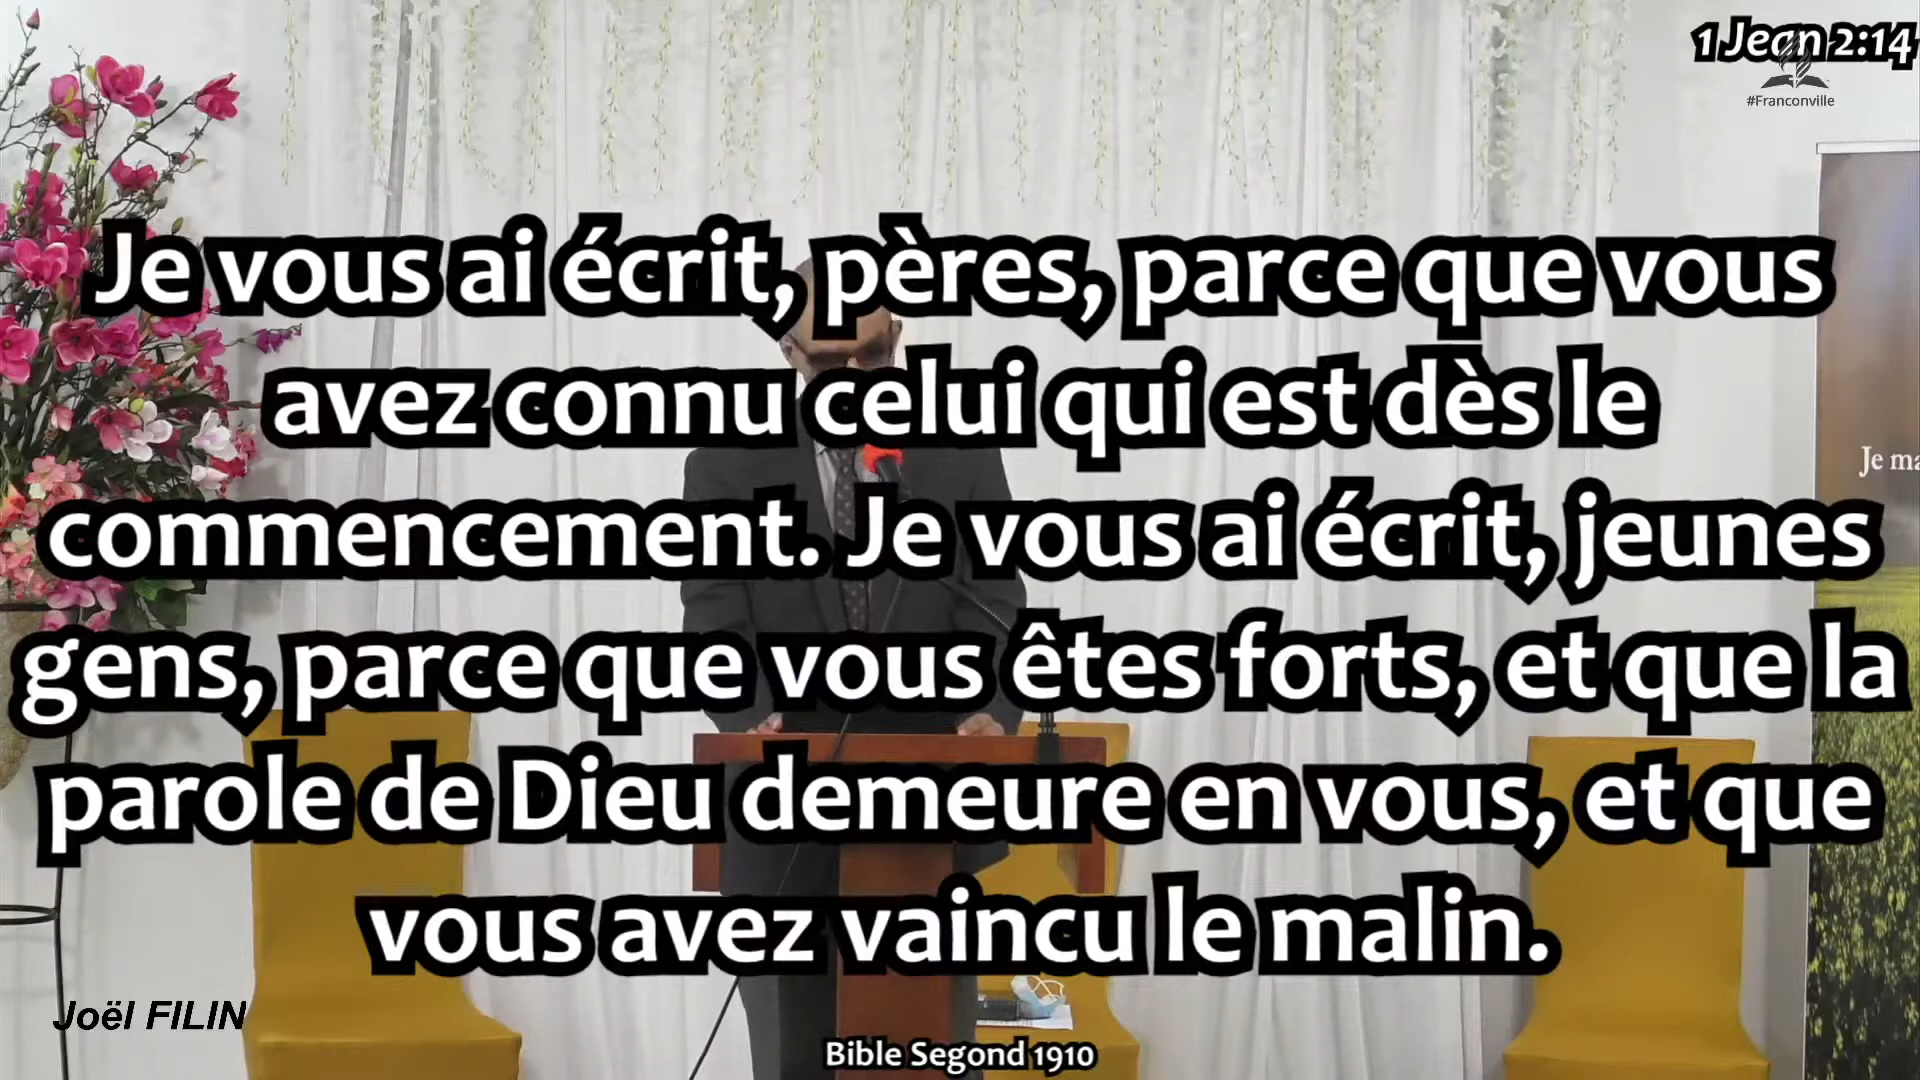 1 Jean 2:14
#Franconville
Je vous ai écrit, pères, parce que vous
avez connu celui qui est dès le
commencement. Je vous ai écrit, jeunes
gens, parce que vous êtes forts, et que la
parole de Dieu demeure en vous, et que
vous avez vaincu le malin.
Je ma
Joël FILIN
Bible Segond 1910